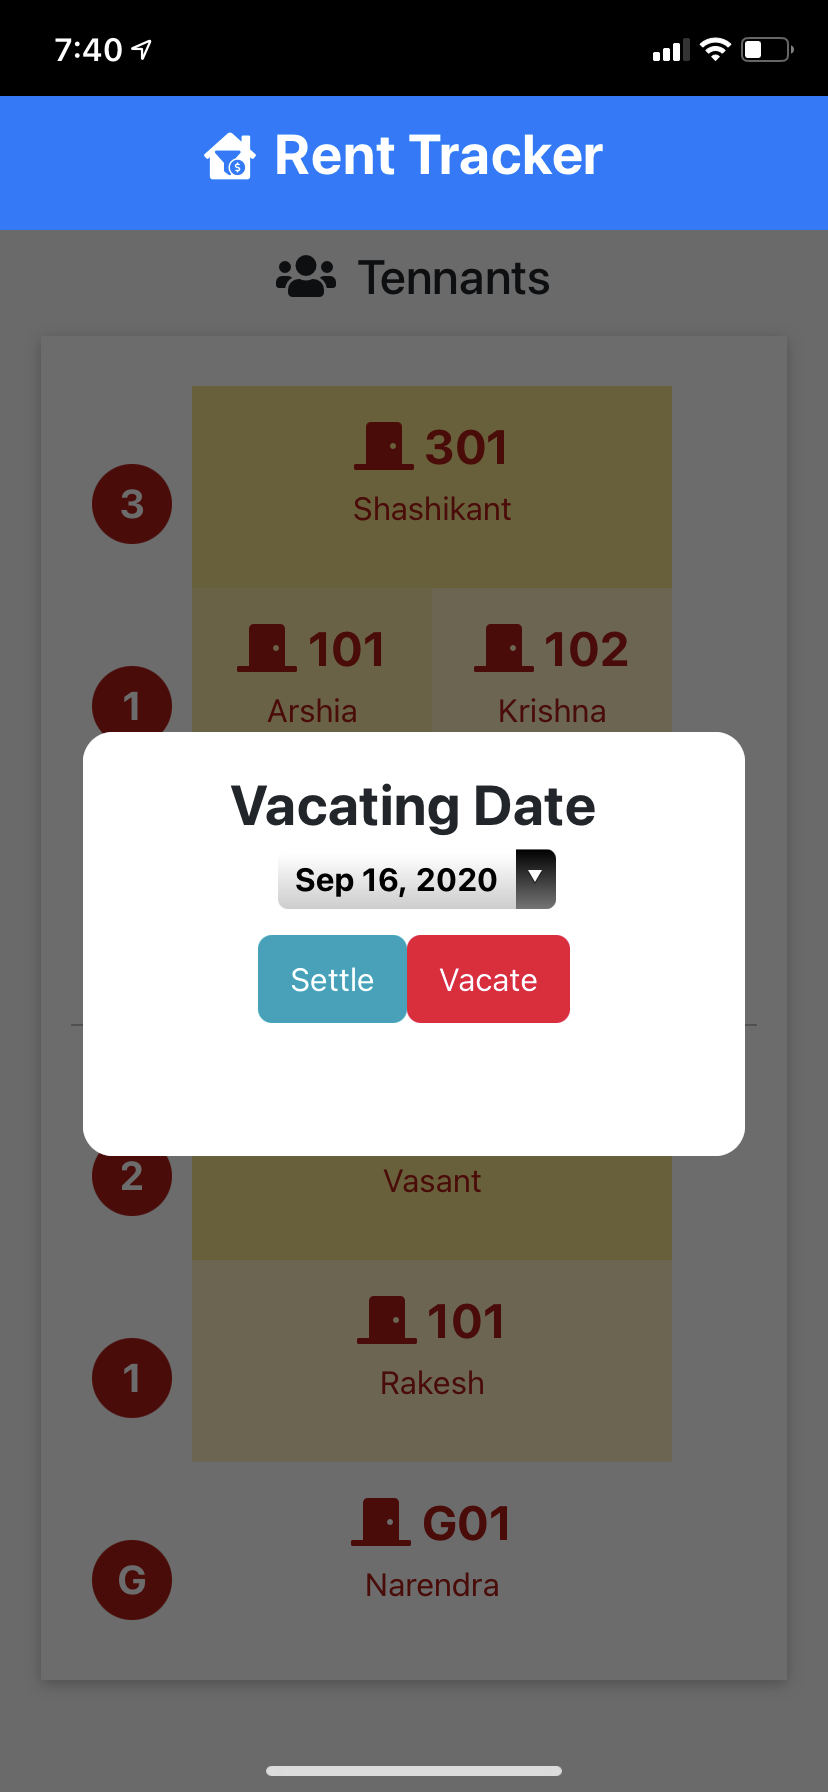 7:40
Rent Tracker
Tennants
301
3
Shashikant
101 102
1
Arshia Krishna
Vacating Date
Sep 16, 2020
Settle Vacate
2
Vasant
101
1
Rakesh
G01
G
Narendra